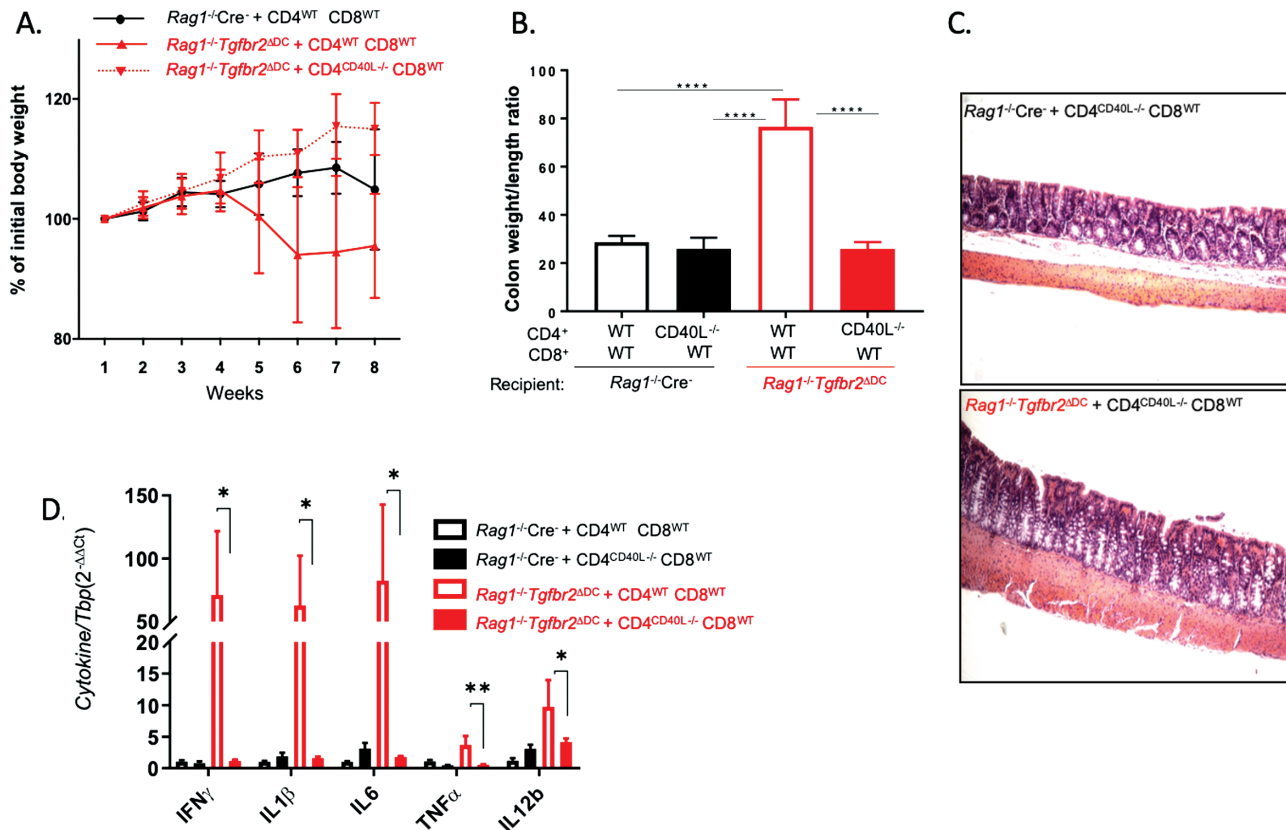 A.
Rag1-/-Cre- + CD4WT CD8WT
Rag1-/-Tgfbr2ΔDC + CD4WT CD8WT
Rag1-/-Tgfbr2ΔDC + CD4CD40L-/- CD8WT
% of initial body weight
120
100
80
1 2 3 4 5 6 7 8
Weeks
B.
Colon weight/length ratio
100
80
60
40
20
0
****
**** ****
CD4+ WT CD40L-/- WT CD40L-/-
CD8+ WT WT WT WT
Recipient: Rag1-/-Cre- Rag1-/-Tgfbr2ΔDC
C.
Rag1-/-Cre- + CD4CD40L-/- CD8WT
Rag1-/-Tgfbr2ΔDC + CD4CD40L-/- CD8WT
D.
Cytokine/Tbp(2-ΔΔCt)
150
100
50
20
15
10
5
0
* * * ** *
IFNγ IL1β IL6 TNFα IL12b
Rag1-/-Cre- + CD4WT CD8WT
Rag1-/-Cre- + CD4CD40L-/- CD8WT
Rag1-/-Tgfbr2ΔDC + CD4WT CD8WT
Rag1-/-Tgfbr2ΔDC + CD4CD40L-/- CD8WT